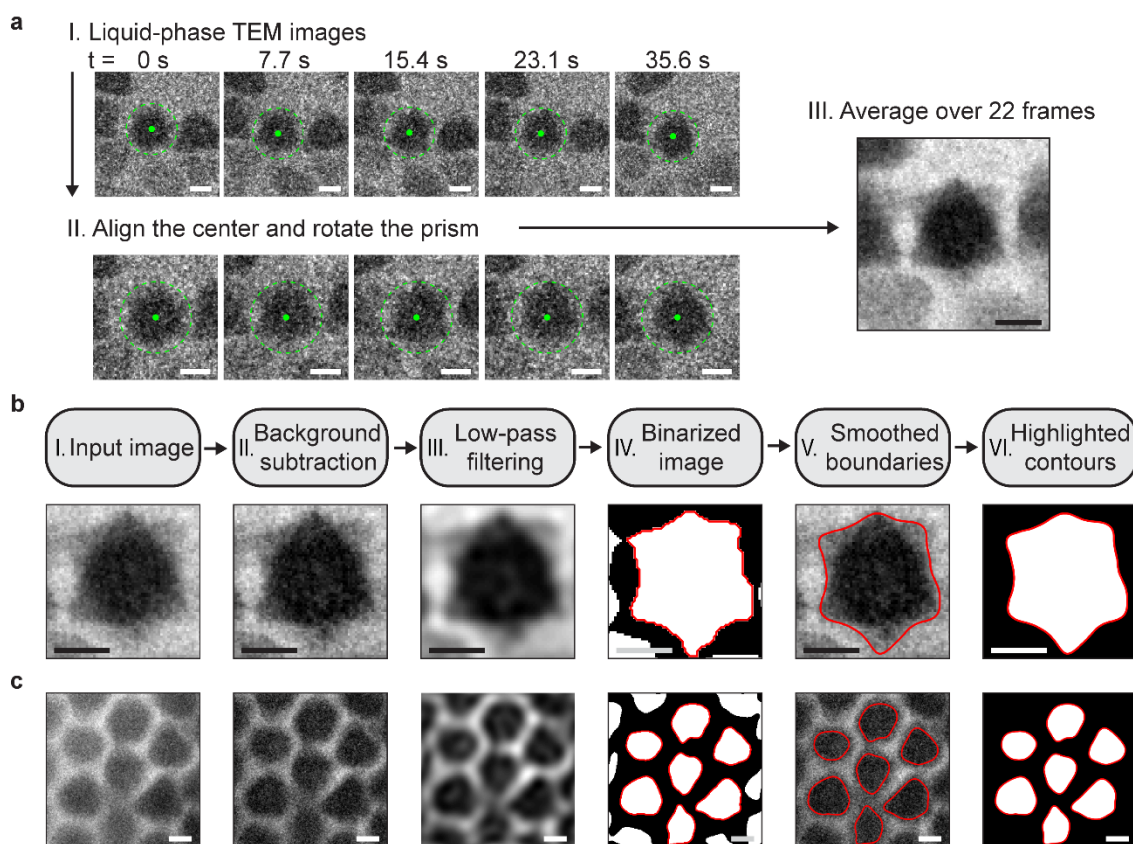 a
I. Liquid-phase TEM images
t = 0 s 7.7 s 15.4 s 23.1 s 35.6 s
III. Average over 22 frames
II. Align the center and rotate the prism
b
I. Input image
II. Background subtraction
III. Low-pass filtering
IV. Binarized image
V. Smoothed boundaries
VI. Highlighted contours
c